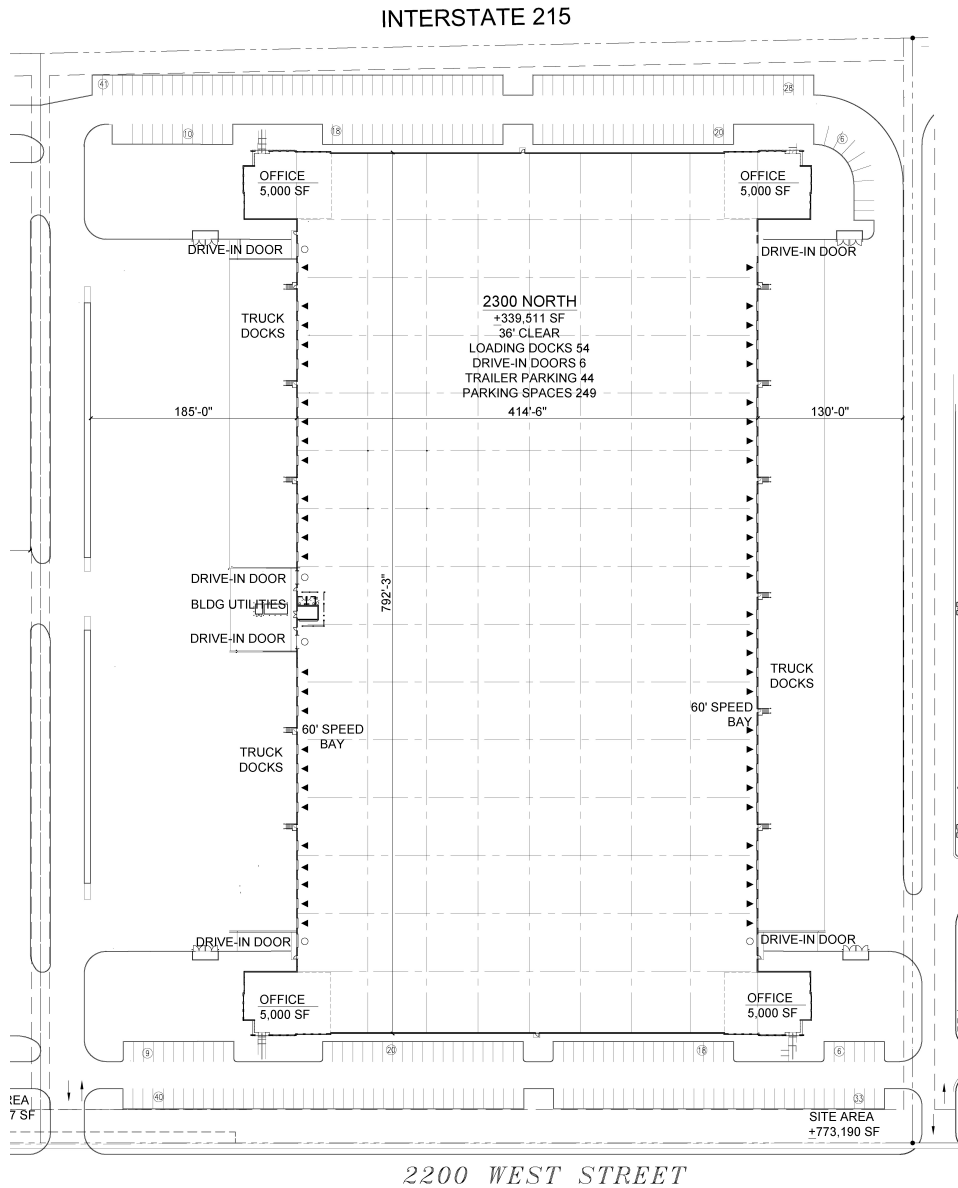 INTERSTATE 215
41
28
10
18
20
6
OFFICE
5,000 SF
OFFICE
5,000 SF
DRIVE-IN DOOR
DRIVE-IN DOOR
2300 NORTH
+339,511 SF
36' CLEAR
LOADING DOCKS 54
DRIVE-IN DOORS 6
TRAILER PARKING 44
PARKING SPACES 249
TRUCK
DOCKS
185'-0"
414'-6"
130'-0"
792'-3"
DRIVE-IN DOOR
BLDG UTILITIES
DRIVE-IN DOOR
TRUCK
DOCKS
60' SPEED
BAY
60' SPEED
BAY
TRUCK
DOCKS
DRIVE-IN DOOR
DRIVE-IN DOOR
OFFICE
5,000 SF
OFFICE
5,000 SF
9
20
18
6
40
33
7 SF
SITE AREA
+773,190 SF
2200 WEST STREET